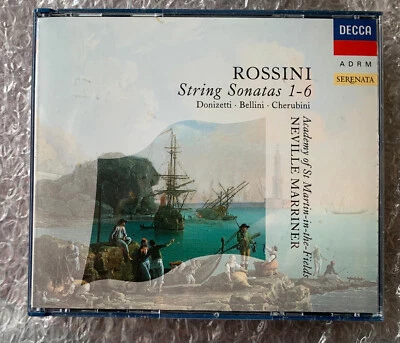 DECCA
ADRM
SERENATA
ROSSINI
String Sonatas 1-6
Donizetti · Bellini · Cherubini
Academy of St Martin-in-the-Fields
NEVILLE MARRINER